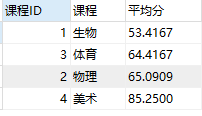 课程ID 课程 平均分
1 生物 53.4167
3 体育 64.4167
2 物理 65.0909
4 美术 85.2500